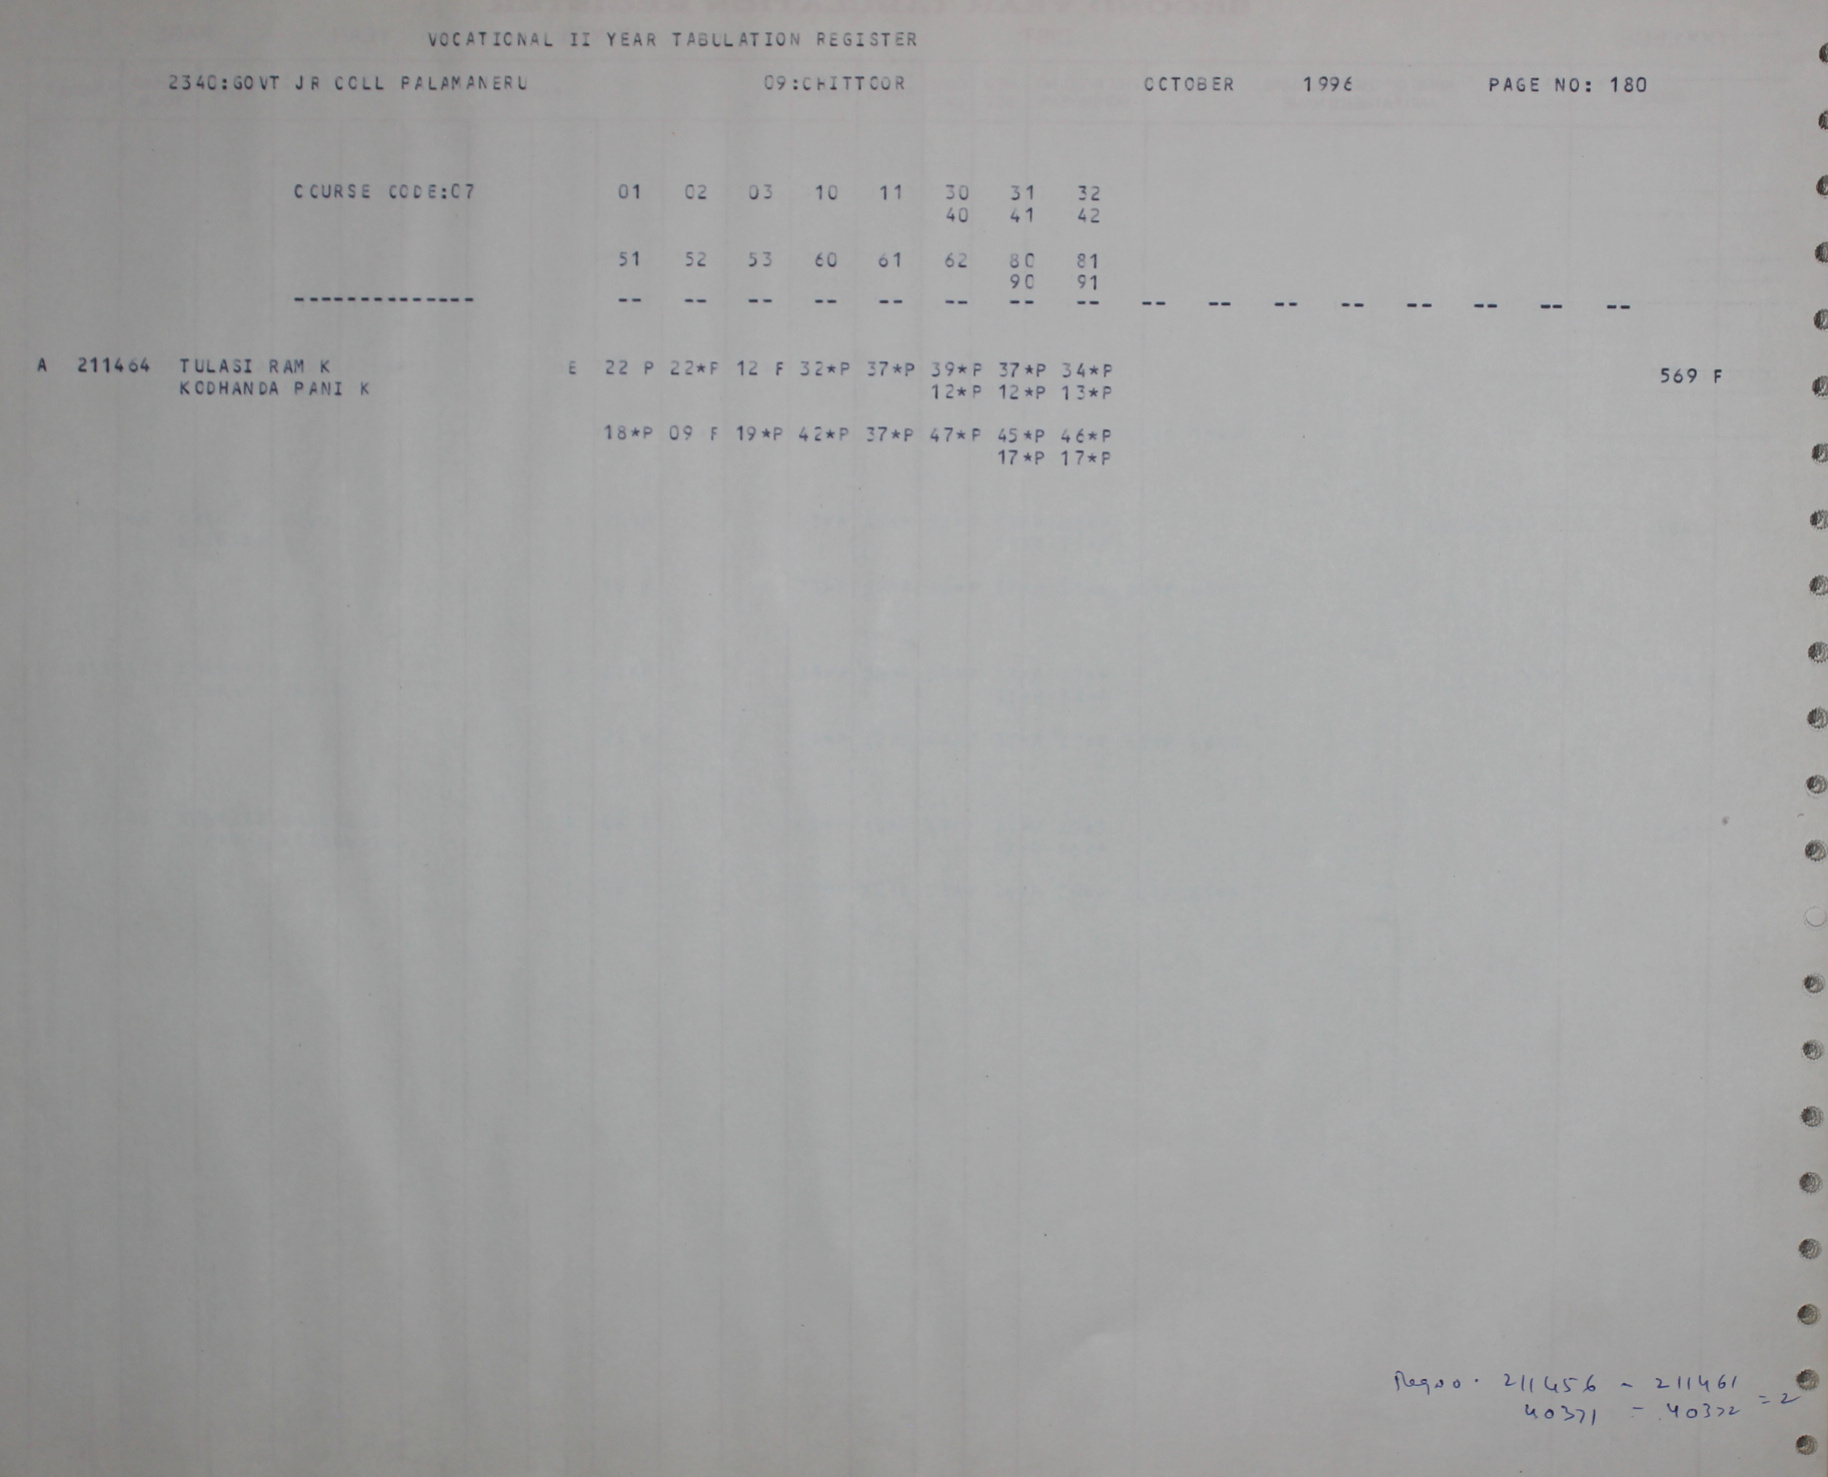 VOCATIONAL II YEAR TABULATION REGISTER
2340:GOVT JR COLL PALAMANERU 09:CHITTOOR OCTOBER 1996 PAGE NO: 180
COURSE CODE:07 01 02 03 10 11 30 31 32
40 41 42
51 52 53 60 61 62 80 81
90 91
-------------- -- -- -- -- -- -- -- -- -- -- -- -- -- -- -- --
A 211464 TULASI RAM K E 22 P 22*P 12 F 32*P 37*P 39*P 37*P 34*P 569 F
KODHANDA PANI K 12*P 12*P 13*P
18*P 09 F 19*P 42*P 37*P 47*P 45*P 46*P
17*P 17*P
211456 - 211461
40371 - 40372 = 2